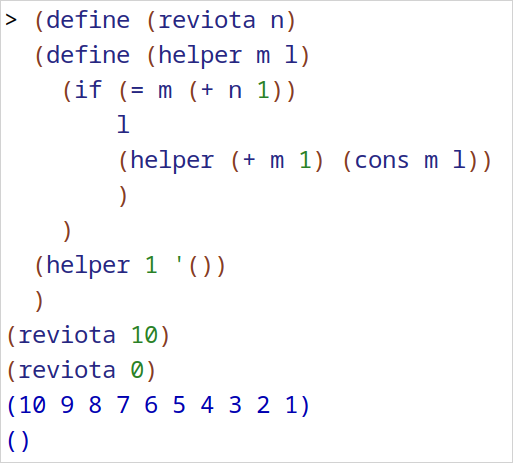 > (define (reviota n)
  (define (helper m l)
    (if (= m (+ n 1))
        l
        (helper (+ m 1) (cons m l))
        )
    )
  (helper 1 '())
  )
(reviota 10)
(reviota 0)
(10 9 8 7 6 5 4 3 2 1)
()